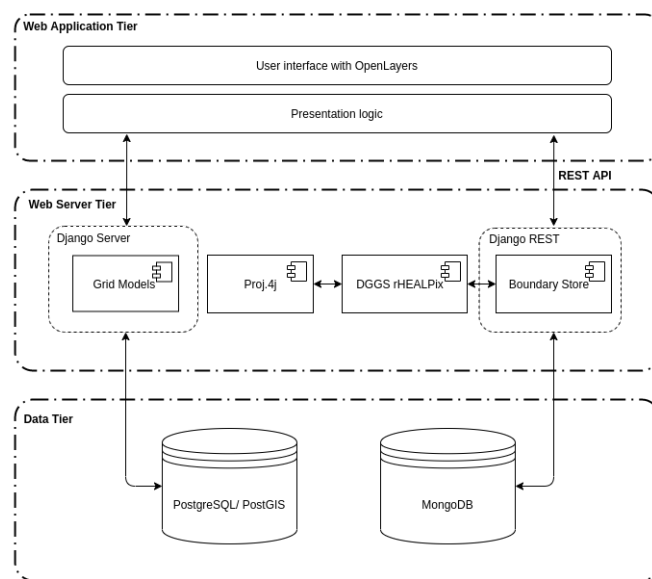 Web Application Tier
User interface with OpenLayers
Presentation logic
REST API
Web Server Tier
Django Server
Django REST
Grid Models
Proj.4j
DGGS rHEALPix
Boundary Store
Data Tier
PostgreSQL/ PostGIS
MongoDB